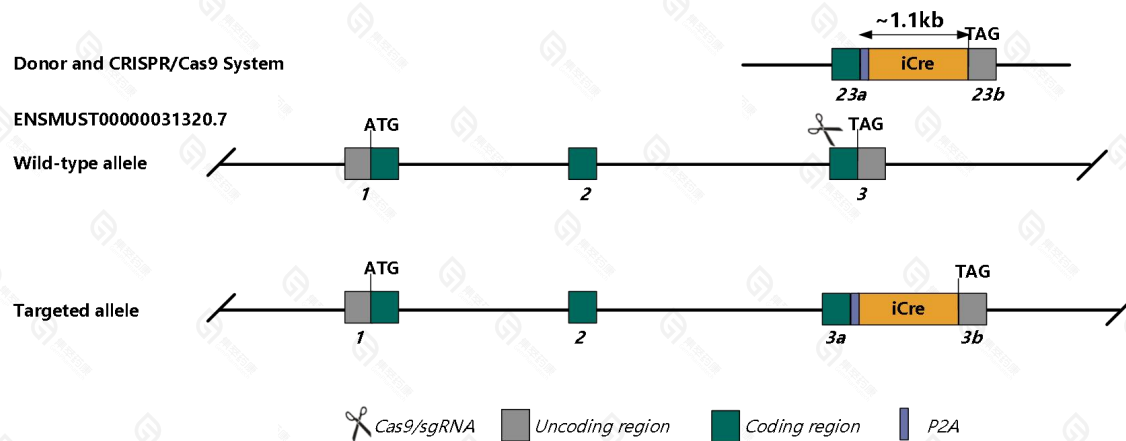 ~1.1kb
TAG
Donor and CRISPR/Cas9 System
iCre
23a
23b
ENSMUST00000031320.7
ATG
TAG
Wild-type allele
1
2
3
ATG
TAG
Targeted allele
iCre
1
2
3a
3b
Cas9/sgRNA
Uncoding region
Coding region
P2A